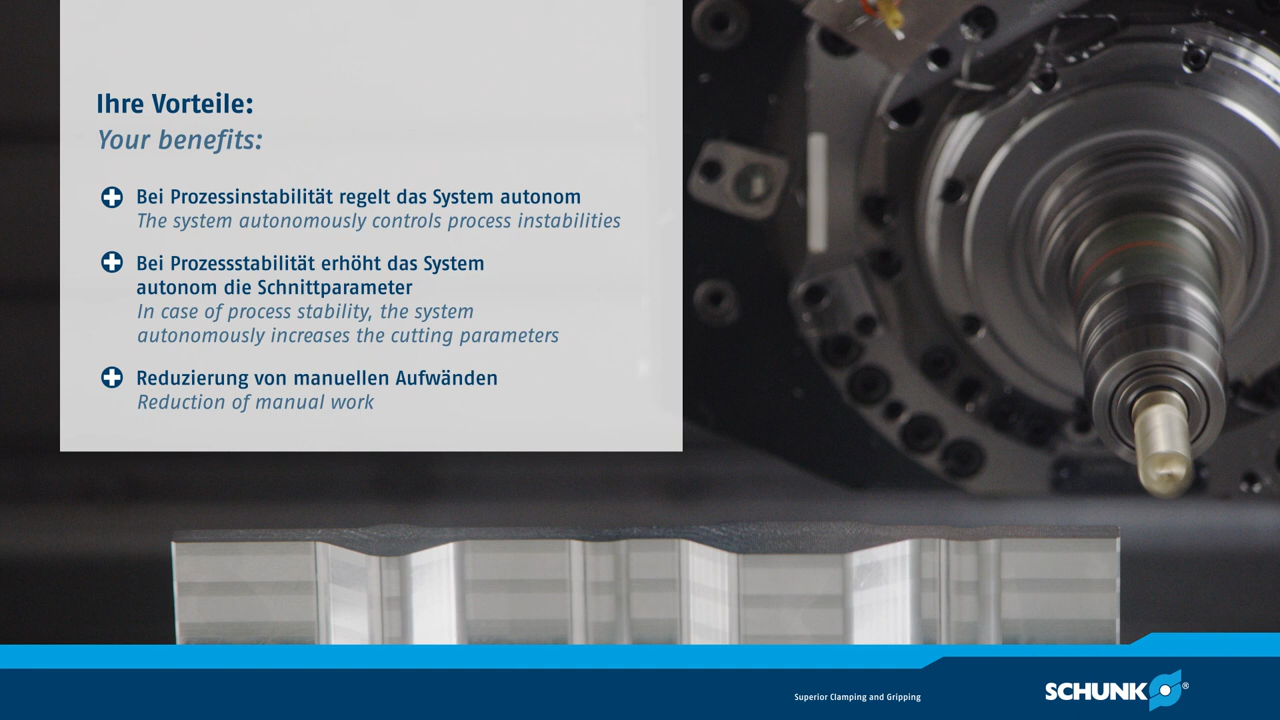 Ihre Vorteile:
Your benefits:
Bei Prozessinstabilität regelt das System autonom
The system autonomously controls process instabilities
Bei Prozessstabilität erhöht das System
autonom die Schnittparameter
In case of process stability, the system
autonomously increases the cutting parameters
Reduzierung von manuellen Aufwänden
Reduction of manual work
Superior Clamping and Gripping
SCHUNK®